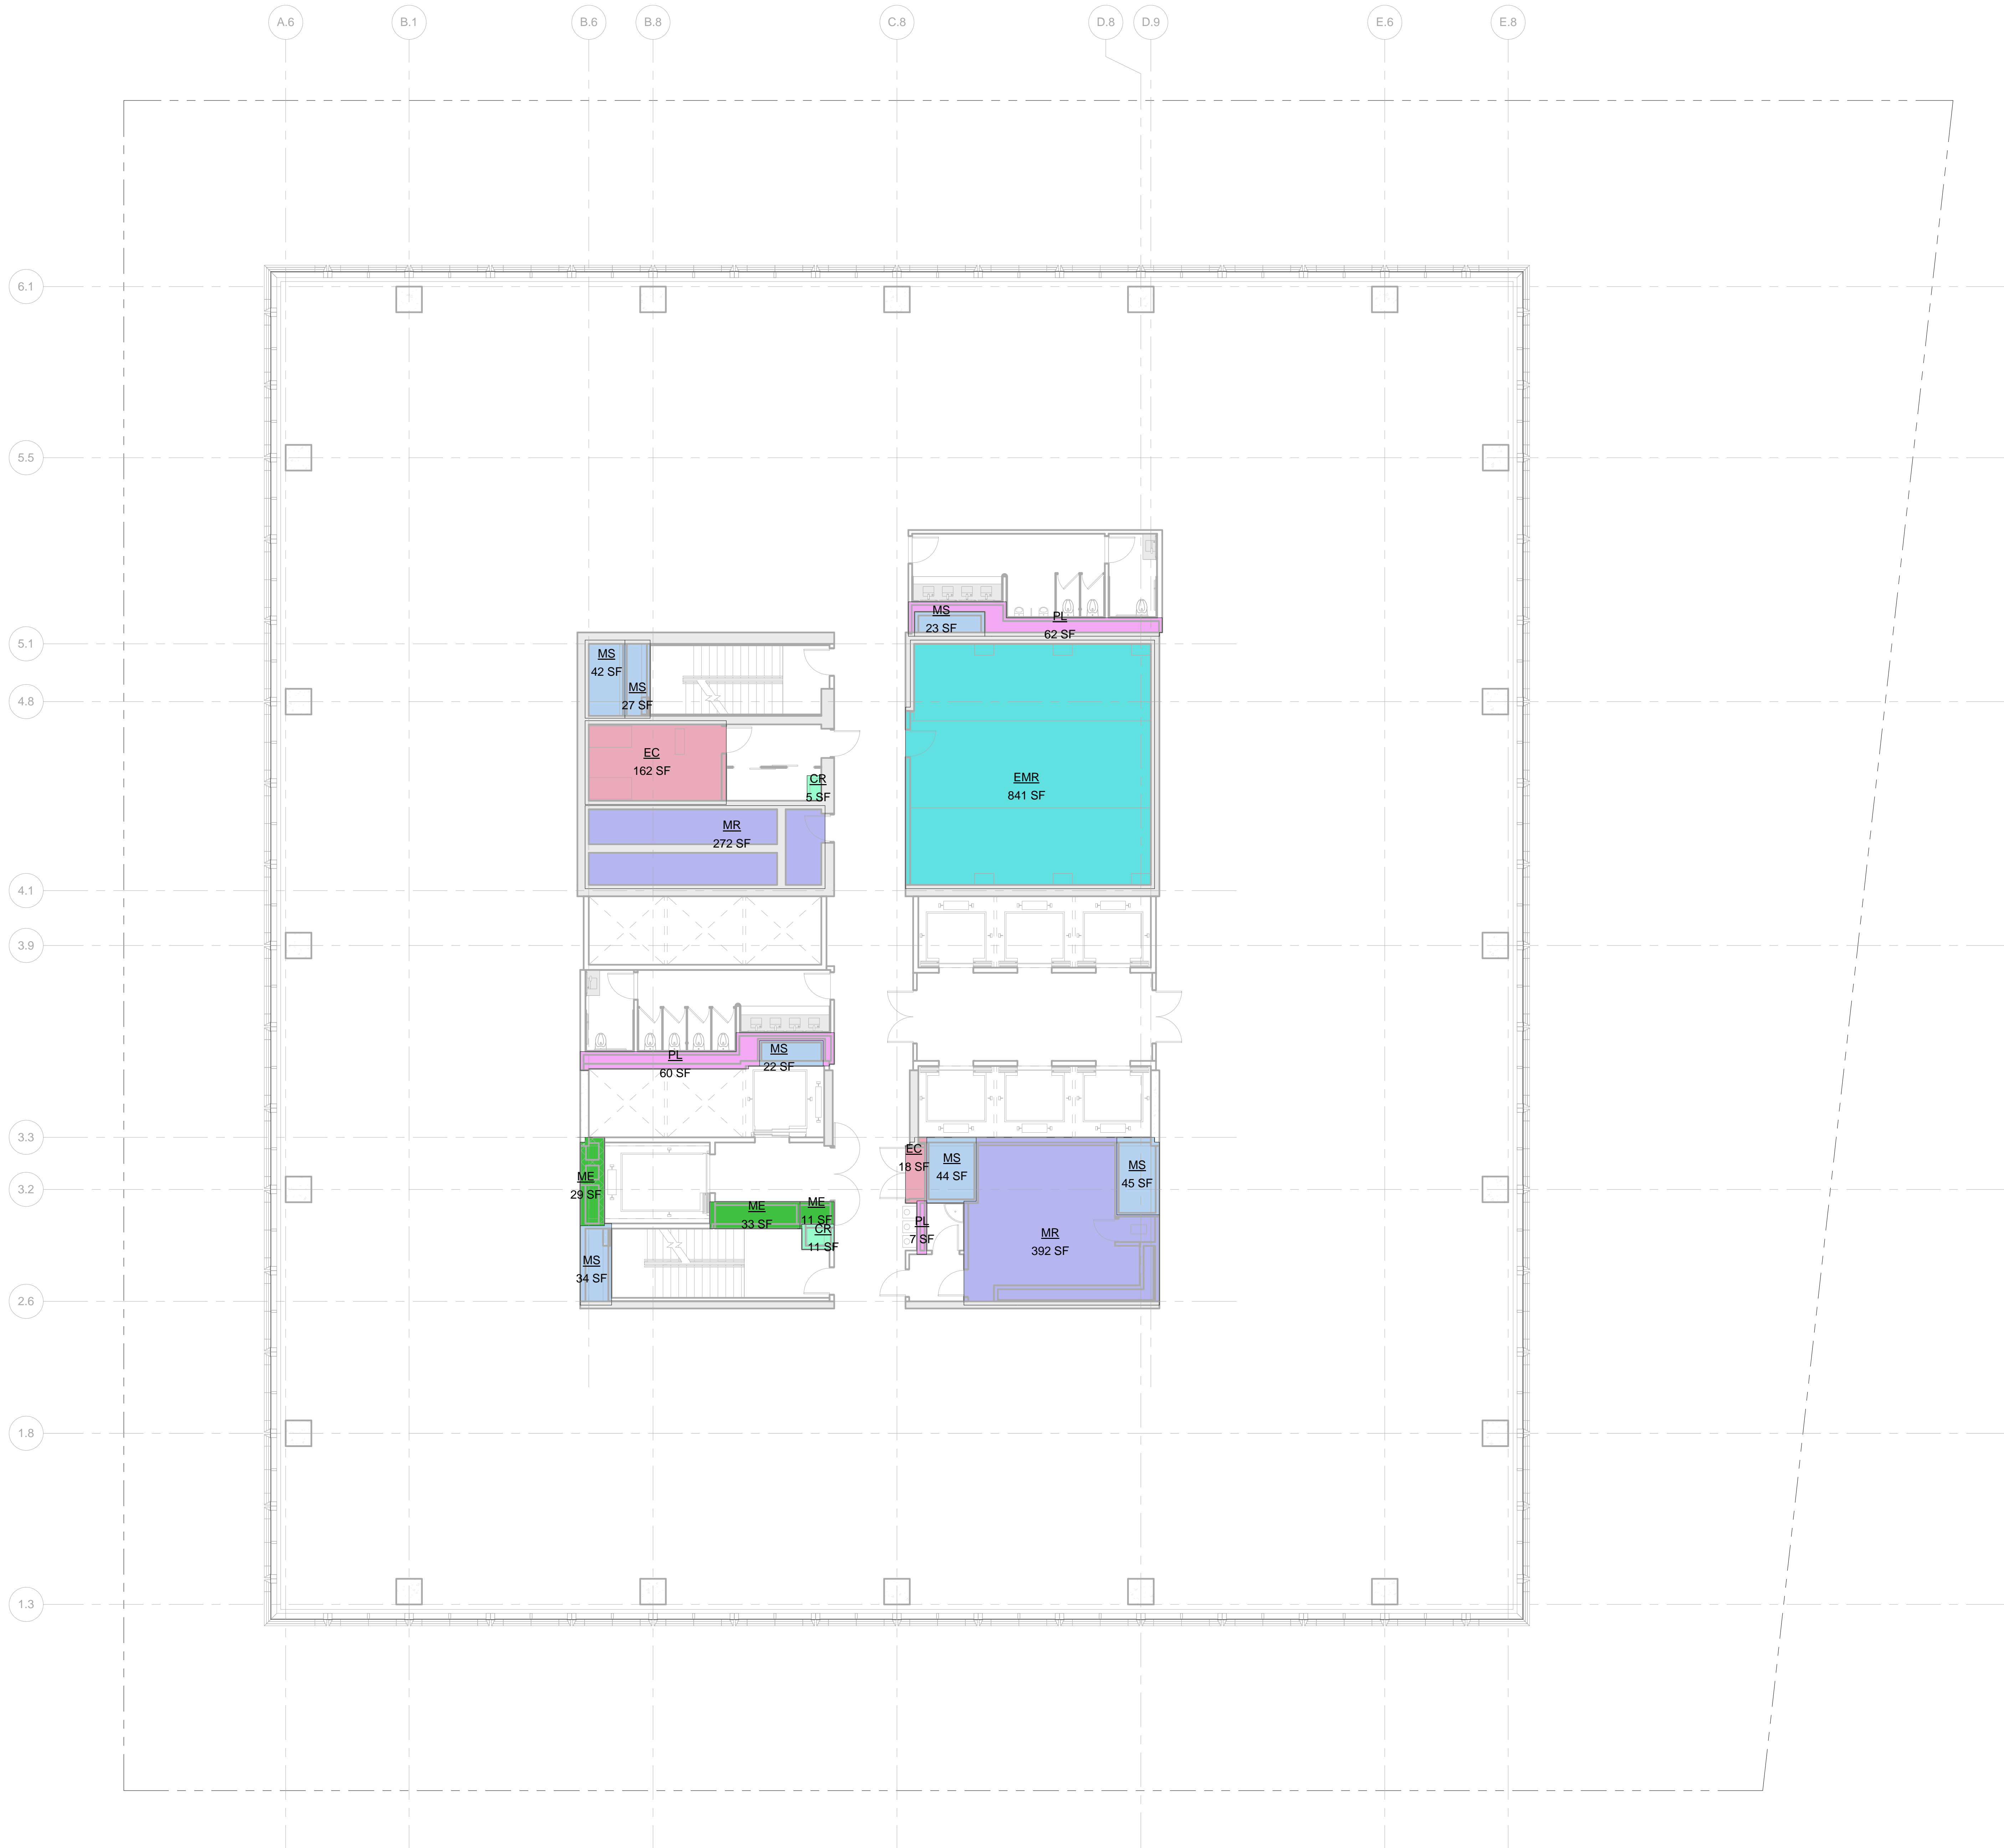 A.6
B.1
B.6
B.8
C.8
D.8
D.9
E.6
E.8
6.1
5.5
5.1
4.8
4.1
3.9
3.3
3.2
2.6
1.8
1.3
MS
23 SF
PL
62 SF
MS
42 SF
MS
27 SF
EC
162 SF
CR
5 SF
EMR
841 SF
MR
272 SF
PL
60 SF
MS
22 SF
ME
29 SF
ME
33 SF
ME
11 SF
CR
11 SF
MS
34 SF
EC
18 SF
MS
44 SF
MS
45 SF
PL
7 SF
MR
392 SF